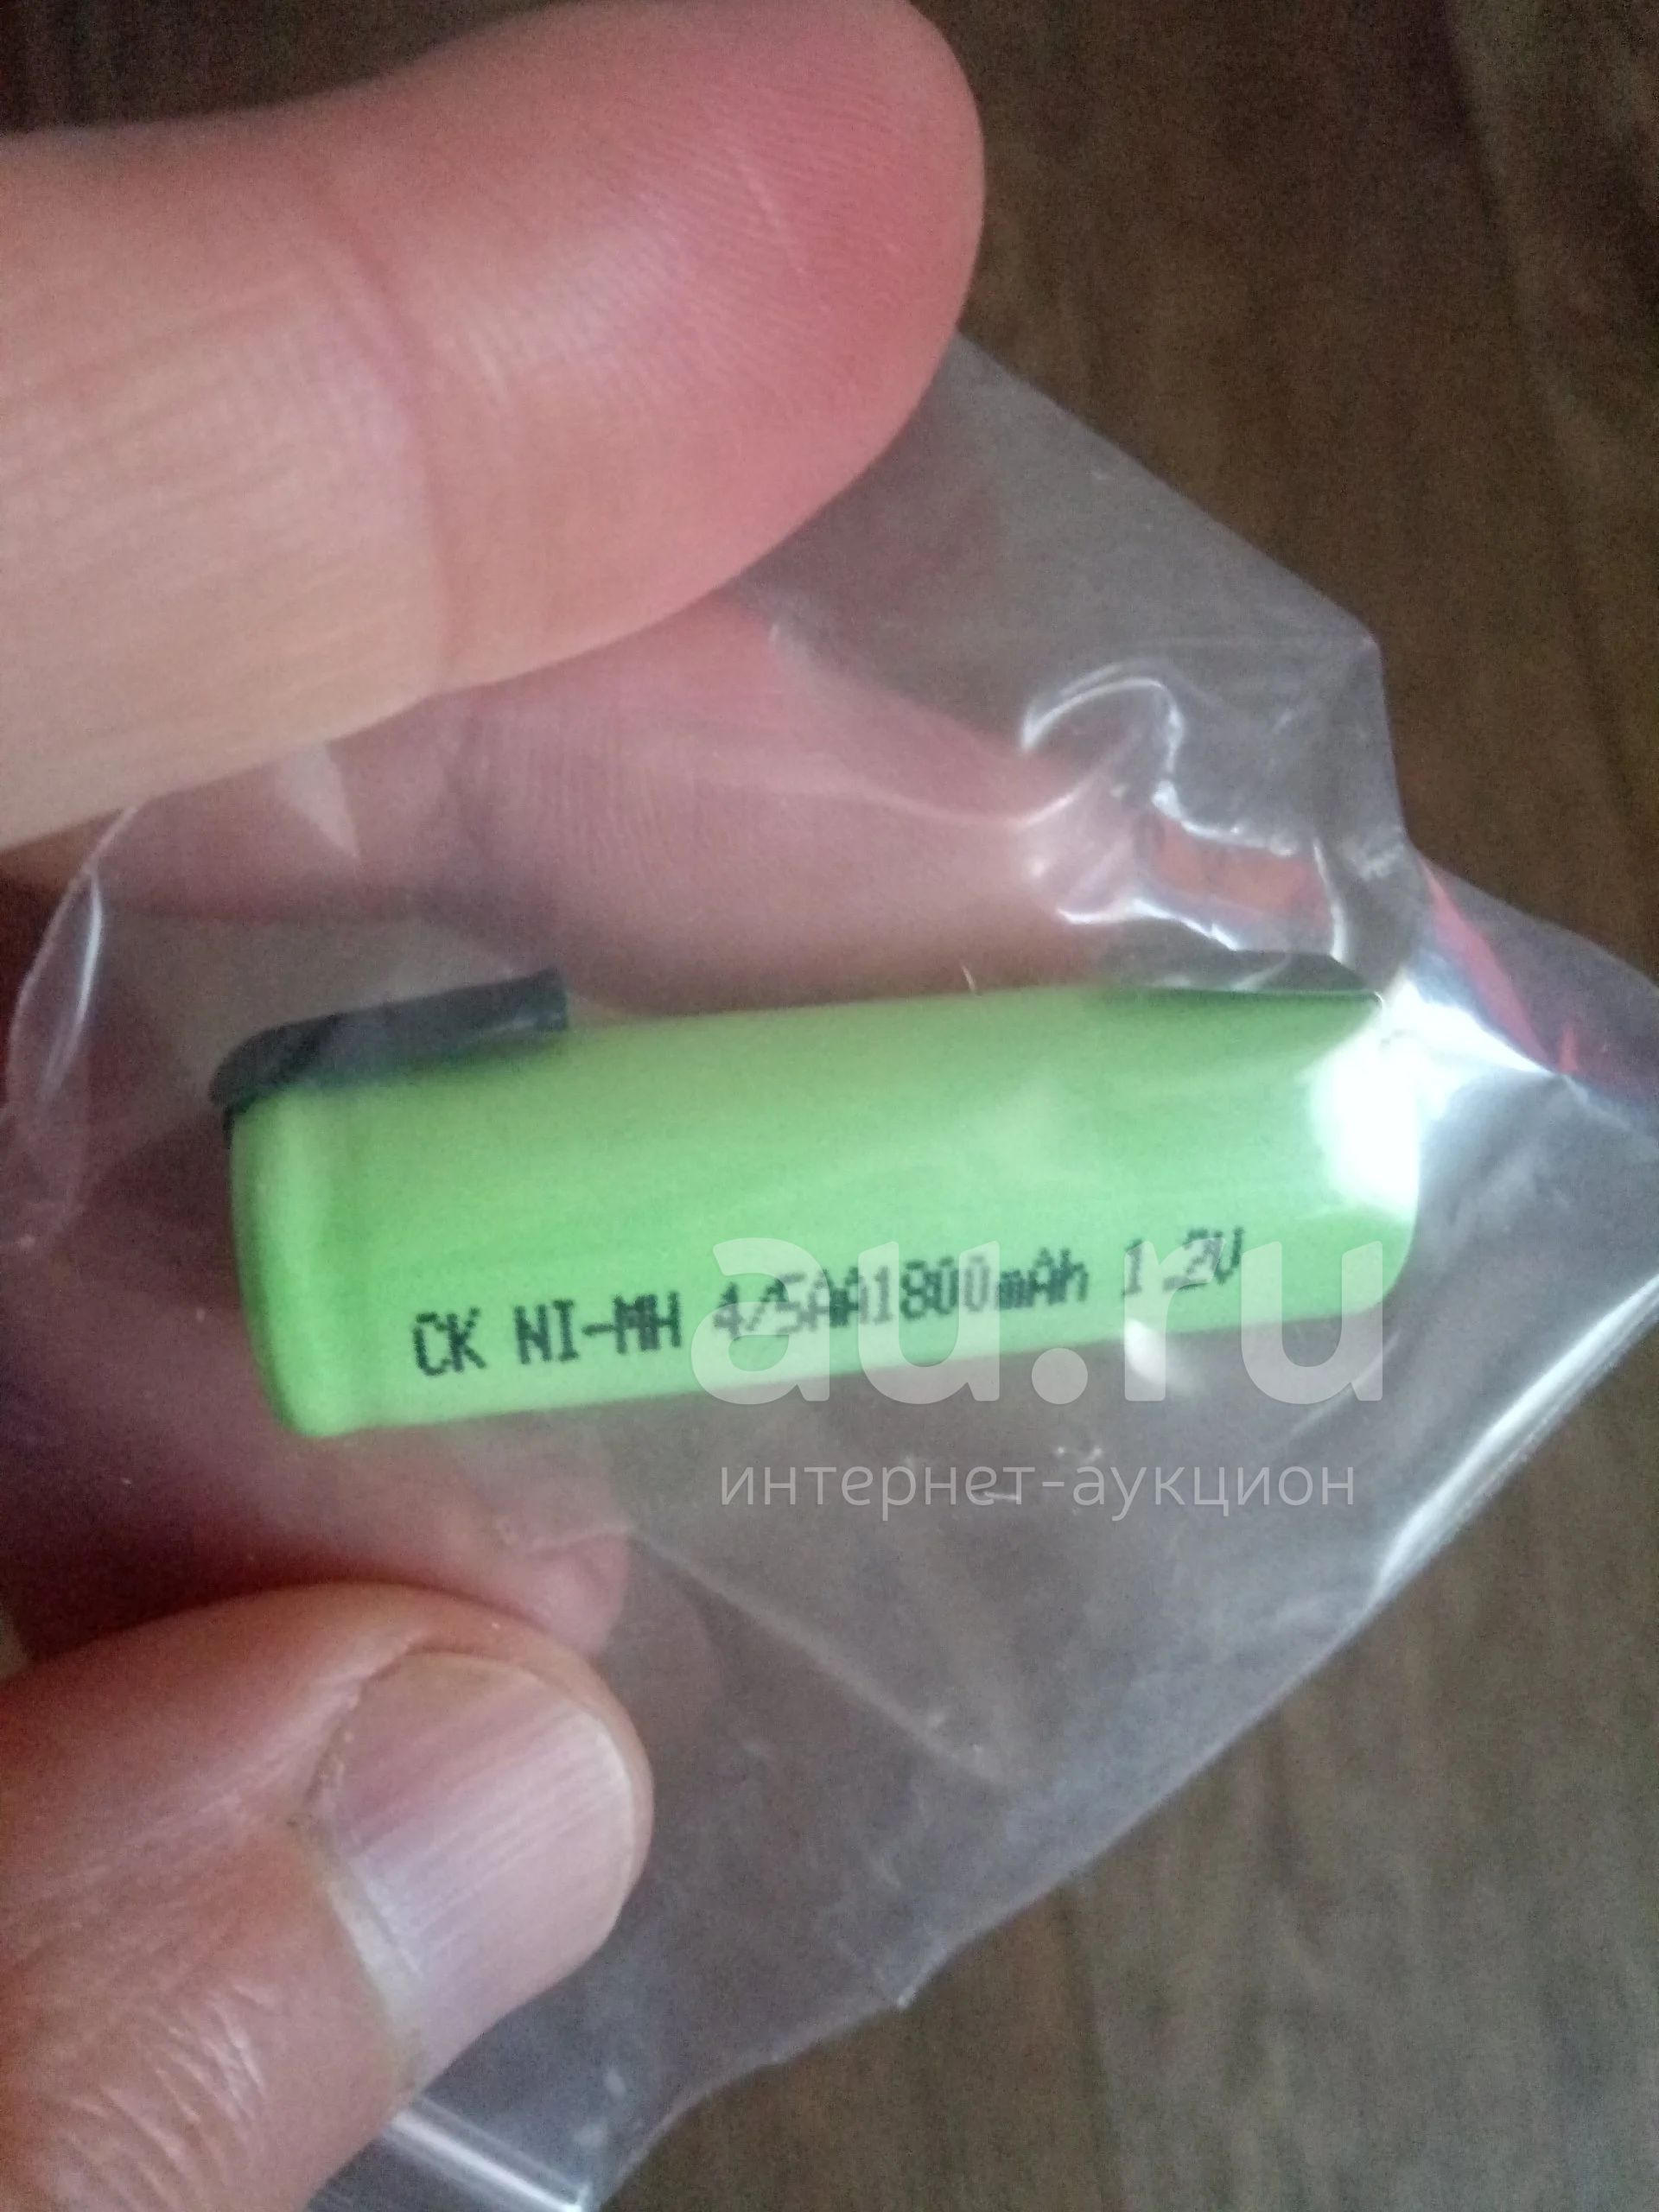 CK NI-MH 4/5AA1800mAh 1.2V
au.ru
интернет-аукцион